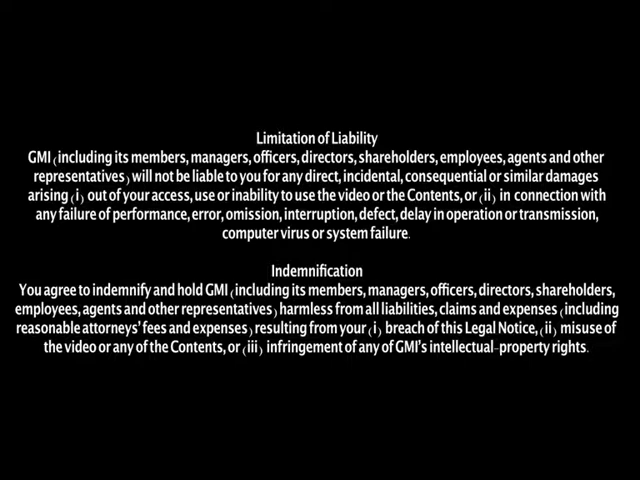 Limitation of Liability
GMI (including its members, managers, officers, directors, shareholders, employees, agents and other
representatives) will not be liable to you for any direct, incidental, consequential or similar damages
arising (i) out of your access, use or inability to use the video or the Contents, or (ii) in connection with
any failure of performance, error, omission, interruption, defect, delay in operation or transmission,
computer virus or system failure.
Indemnification
You agree to indemnify and hold GMI (including its members, managers, officers, directors, shareholders,
employees, agents and other representatives) harmless from all liabilities, claims and expenses (including
reasonable attorneys' fees and expenses) resulting from your (i) breach of this Legal Notice, (ii) misuse of
the video or any of the Contents, or (iii) infringement of any of GMI's intellectual-property rights.